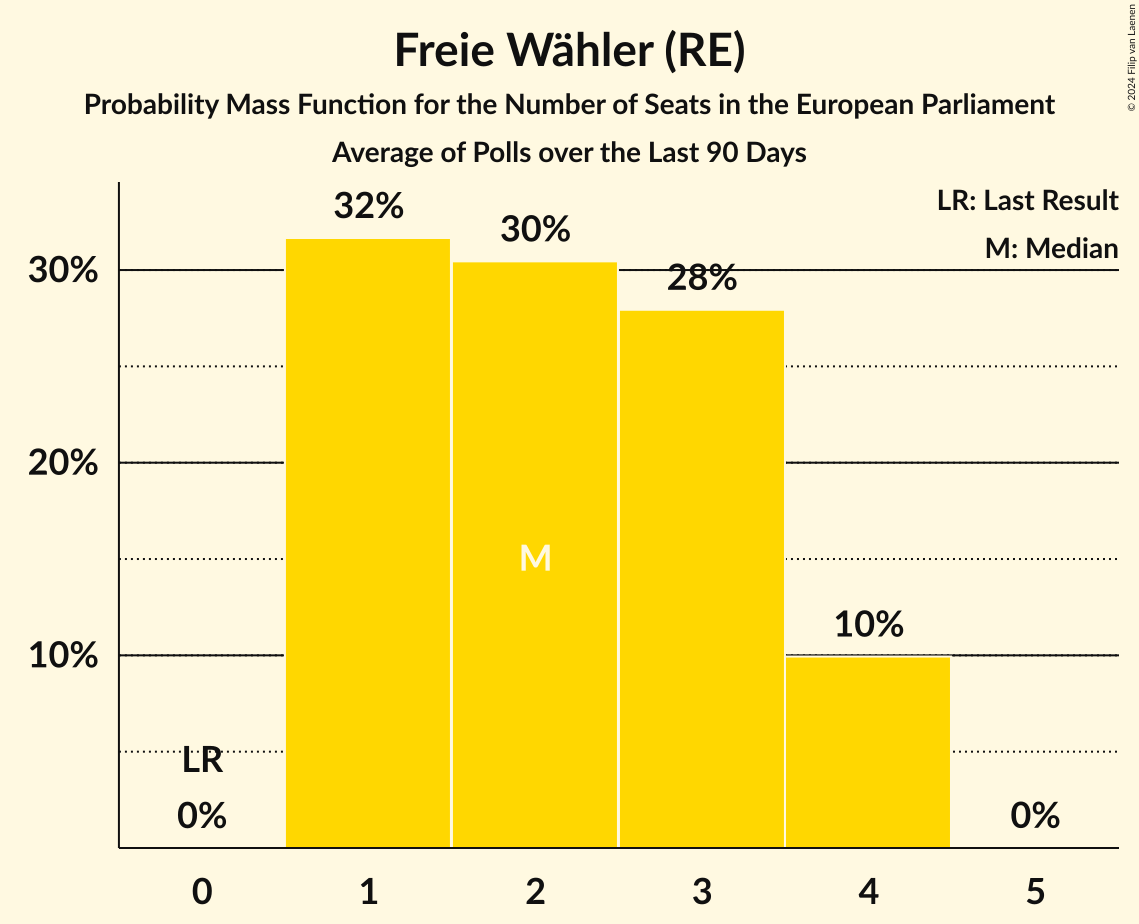 Freie Wähler (RE)
Probability Mass Function for the Number of Seats in the European Parliament
Average of Polls over the Last 90 Days
© 2024 Filip van Laenen
LR: Last Result
M: Median
32%
30%
28%
10%
0%
0%
LR
M
30%
20%
10%
0
1
2
3
4
5